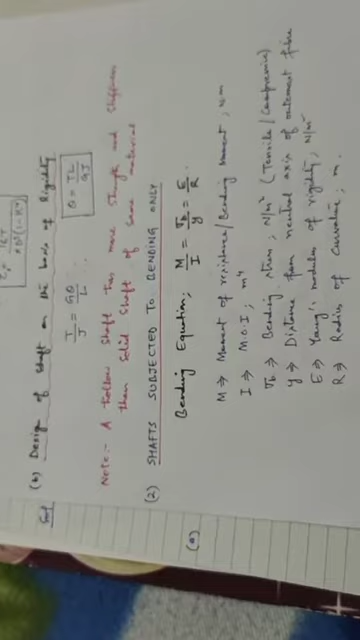 (b) Design of Shaft on the basis of Rigidity
T/J = Gθ/L ∴ θ = TL/GJ
Note:- A Hollow Shaft has more Strength and Stiffness
than Solid Shaft of same material
(2) SHAFTS SUBJECTED TO BENDING ONLY
(a) Bending Equation; M/I = σb/y = E/R
M ⇒ Moment of resistance/Bending Moment, N-m
I ⇒ M.O.I, m⁴
σb ⇒ Bending stress, N/m² (Tensile/Compressive)
y ⇒ Distance from neutral axis of outermost fibre
E ⇒ Young's modulus of rigidity, N/m²
R ⇒ Radius of curvature, m.